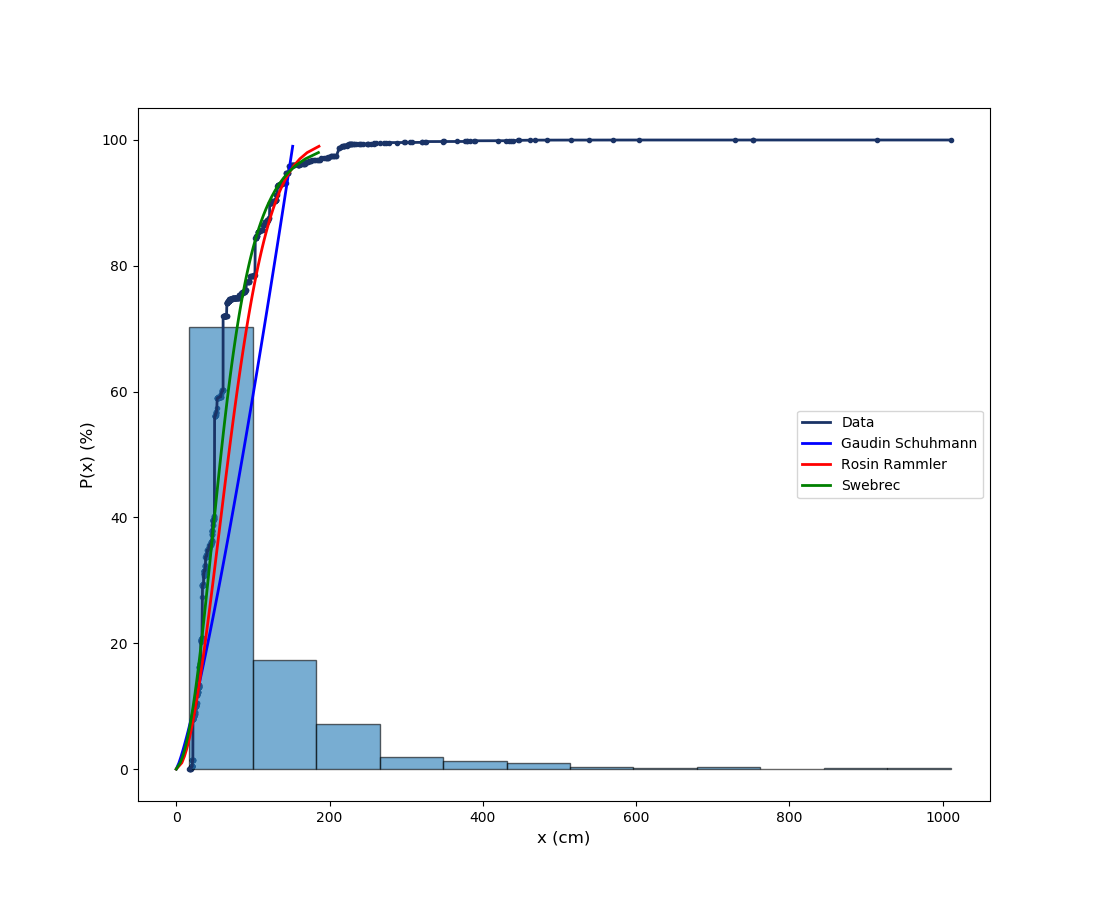 100
80
60
40
20
0
P(x) (%)
Data
Gaudin Schuhmann
Rosin Rammler
Swebrec
0 200 400 600 800 1000
x (cm)